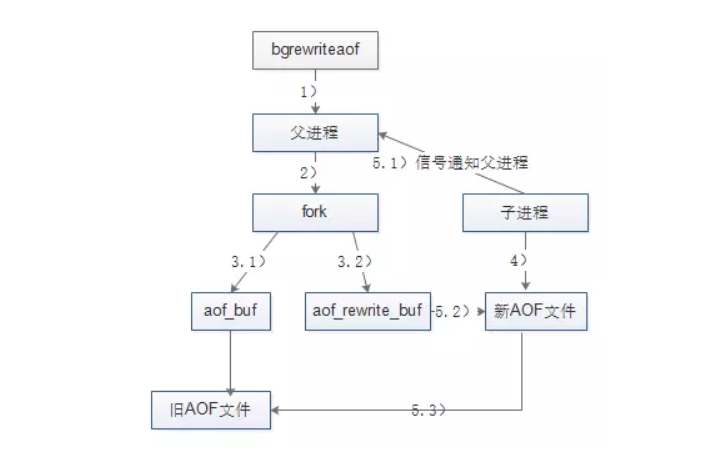 bgrewriteaof
1)
父进程
5.1) 信号通知父进程
2)
fork
子进程
3.1)
3.2)
4)
aof_buf
aof_rewrite_buf
5.2)
新AOF文件
旧AOF文件
5.3)